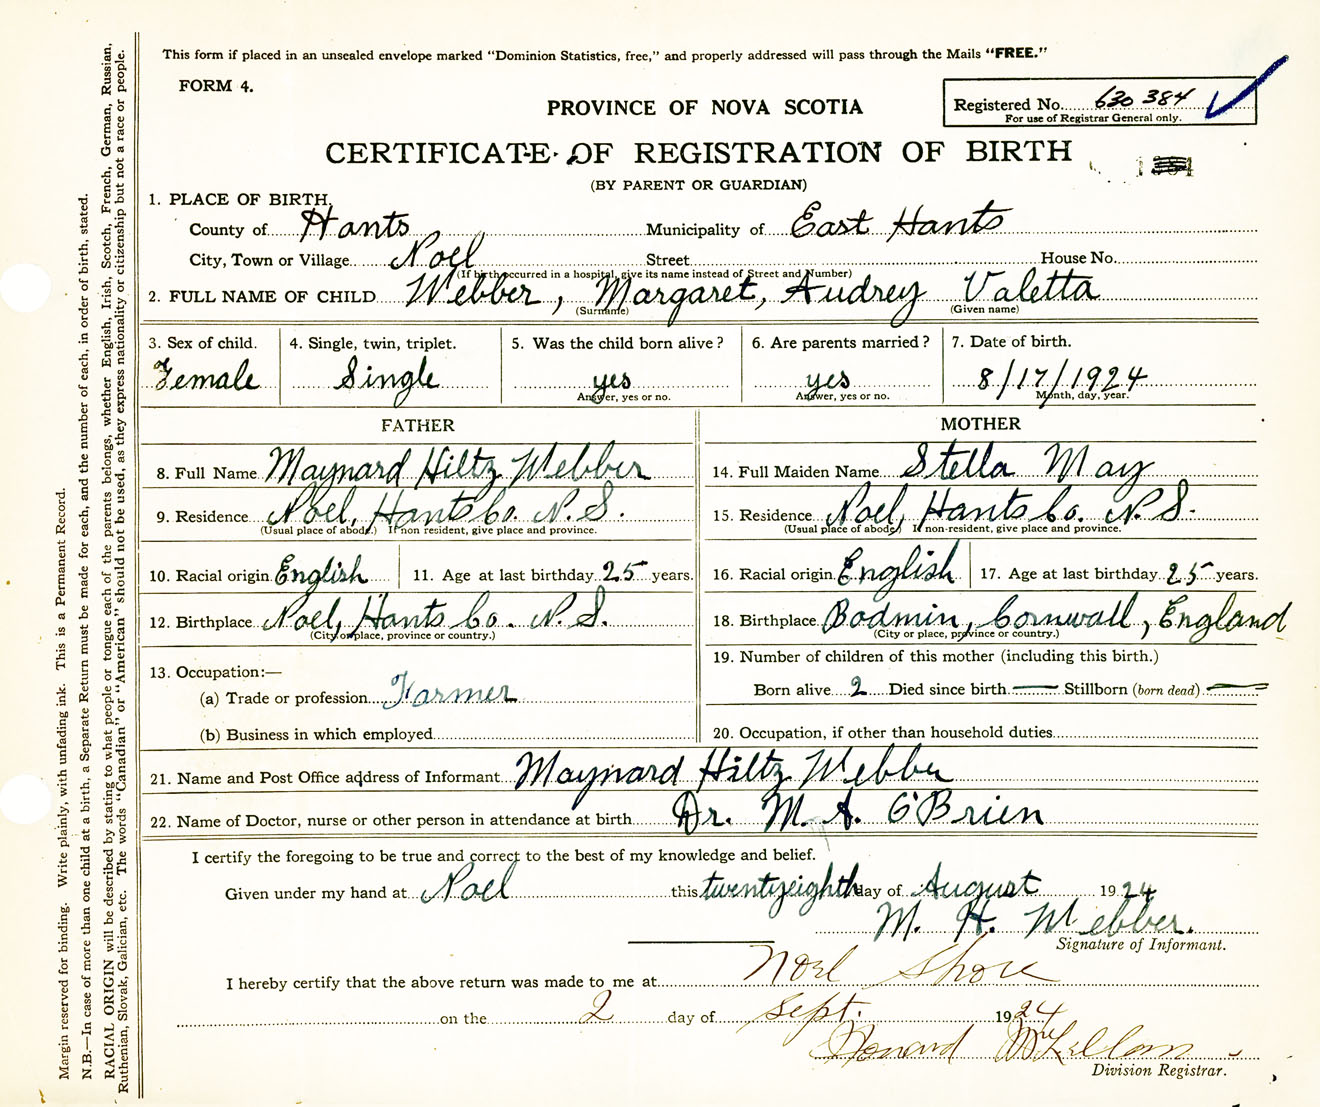 This form if placed in an unsealed envelope marked "Dominion Statistics, free," and properly addressed will pass through the Mails "FREE."
FORM 4.
PROVINCE OF NOVA SCOTIA
Registered No. 630 384
For use of Registrar General only.
CERTIFICATE OF REGISTRATION OF BIRTH
(BY PARENT OR GUARDIAN)
1. PLACE OF BIRTH,
County of Hants Municipality of East Hants
City, Town or Village Noel Street House No.
(If birth occurred in a hospital, give its name instead of Street and Number)
2. FULL NAME OF CHILD Webber, Margaret, Audrey Valetta
(Surname) (Given name)
3. Sex of child. 4. Single, twin, triplet. 5. Was the child born alive? 6. Are parents married? 7. Date of birth.
Female Single yes yes 8/17/1924
Answer, yes or no. Answer, yes or no. Month, day, year.
FATHER MOTHER
8. Full Name Maynard Hiltz Webber 14. Full Maiden Name Stella May
9. Residence Noel, Hants Co. N. S. 15. Residence Noel, Hants Co. N. S.
(Usual place of abode.) If non resident, give place and province. (Usual place of abode) If non-resident, give place and province.
10. Racial origin English 11. Age at last birthday 25 years. 16. Racial origin English 17. Age at last birthday 25 years.
12. Birthplace Noel, Hants Co. N. S. 18. Birthplace Bodmin, Cornwall, England
(City or place, province or country.) (City or place, province or country.)
13. Occupation:— 19. Number of children of this mother (including this birth.)
(a) Trade or profession Farmer Born alive 2 Died since birth — Stillborn (born dead) —
(b) Business in which employed 20. Occupation, if other than household duties
21. Name and Post Office address of Informant Maynard Hiltz Webber
22. Name of Doctor, nurse or other person in attendance at birth Dr. M. A. O'Brien
I certify the foregoing to be true and correct to the best of my knowledge and belief.
Given under my hand at Noel this twentyeighth day of August 1924
M. H. Webber.
Signature of Informant.
I hereby certify that the above return was made to me at Noel Shore
on the 2 day of Sept. 1924
Howard
Division Registrar.
Margin reserved for binding. Write plainly, with unfading ink. This is a Permanent Record.
N.B.—In case of more than one child at a birth, a Separate Return must be made for each, and the number of each, in order of birth, stated.
RACIAL ORIGIN will be described by stating to what people or tongue each of the parents belongs, whether English, Irish, Scotch, French, German, Russian,
Ruthenian, Slovak, Galician, etc. The words "Canadian" or "American" should not be used, as they express nationality or citizenship but not a race or people.